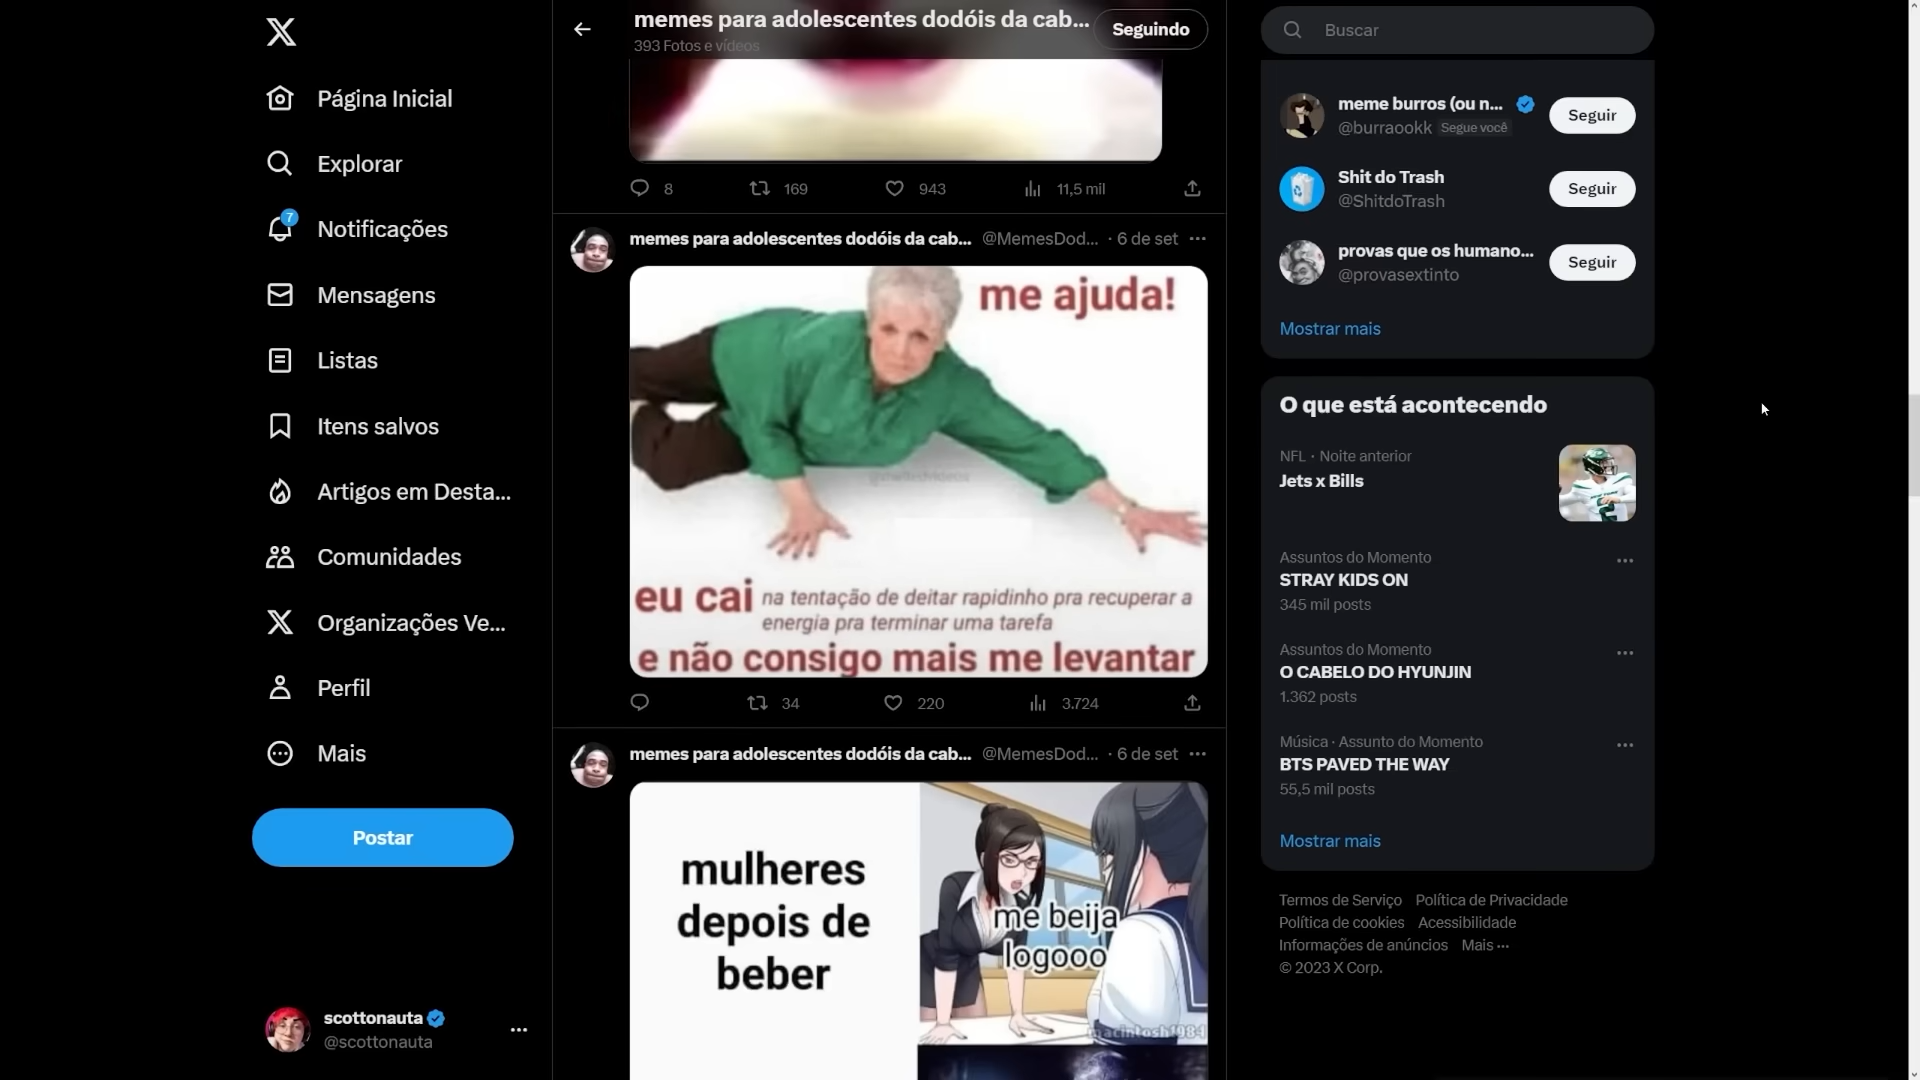 Página Inicial
Explorar
7
Notificações
Mensagens
Listas
Itens salvos
Artigos em Desta...
Comunidades
Organizações Ve...
Perfil
Mais
Postar
scottonauta
@scottonauta
memes para adolescentes dodóis da cab...
393 Fotos e vídeos
Seguindo
8 169 943 11,5 mil
memes para adolescentes dodóis da cab... @MemesDod... · 6 de set
me ajuda!
eu cai na tentação de deitar rapidinho pra recuperar a
energia pra terminar uma tarefa
e não consigo mais me levantar
34 220 3.724
memes para adolescentes dodóis da cab... @MemesDod... · 6 de set
mulheres
depois de
beber
me beija
logooo
macintosh1984
Buscar
meme burros (ou n...
@burraookk Segue você
Seguir
Shit do Trash
@ShitdoTrash
Seguir
provas que os humano...
@provasextinto
Seguir
Mostrar mais
O que está acontecendo
NFL · Noite anterior
Jets x Bills
Assuntos do Momento
STRAY KIDS ON
345 mil posts
Assuntos do Momento
O CABELO DO HYUNJIN
1.362 posts
Música · Assunto do Momento
BTS PAVED THE WAY
55,5 mil posts
Mostrar mais
Termos de Serviço Política de Privacidade
Política de cookies Acessibilidade
Informações de anúncios Mais ···
© 2023 X Corp.